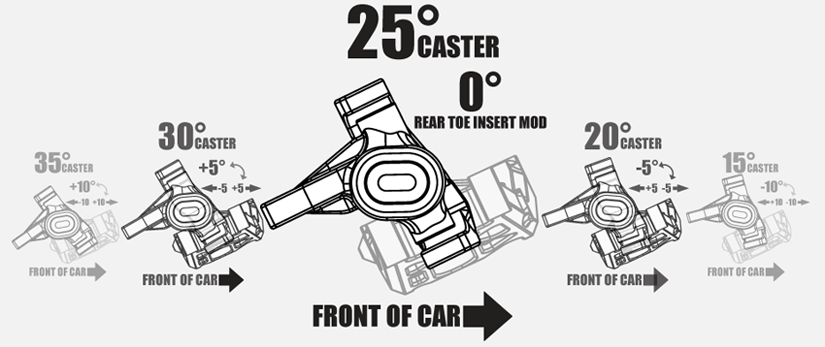 25° CASTER
0°
REAR TOE INSERT MOD
35° CASTER
+10°
-10 +10
FRONT OF CAR
30° CASTER
+5°
-5 +5
FRONT OF CAR
FRONT OF CAR
20° CASTER
-5°
+5 -5
FRONT OF CAR
15° CASTER
-10°
+10 -10
FRONT OF CAR